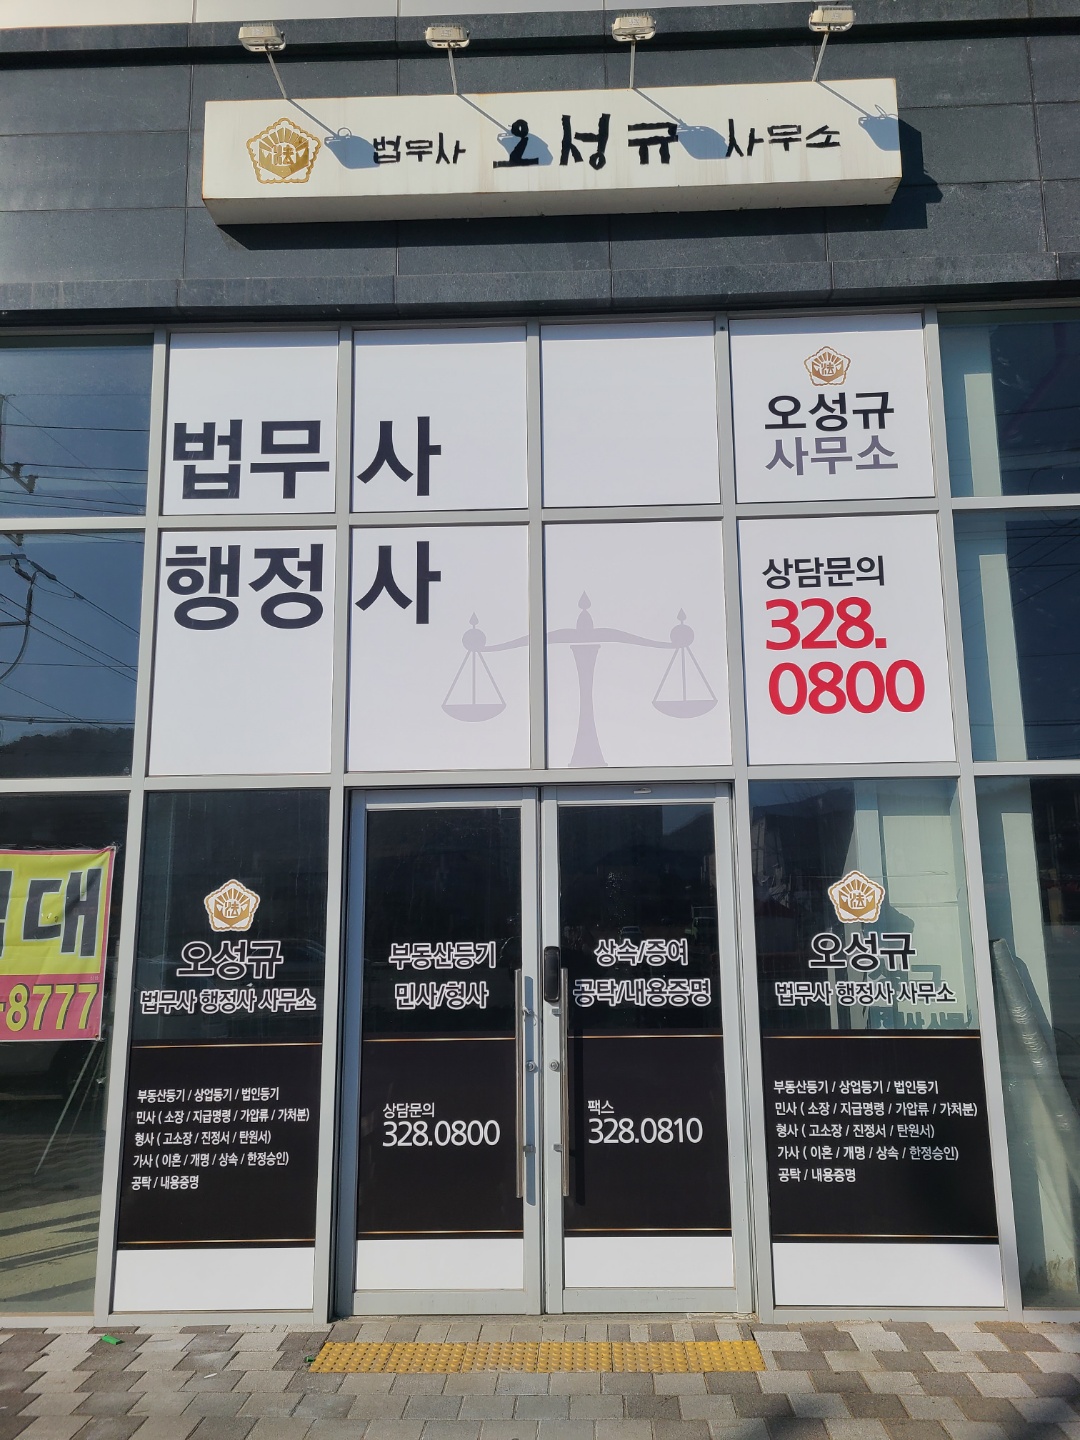 법무사 오성규 사무소
법무사
행정사
오성규
사무소
상담문의
328.
0800
대
-8777
오성규
법무사 행정사 사무소
부동산등기 / 상업등기 / 법인등기
민사 ( 소장 / 지급명령 / 가압류 / 가처분)
형사 ( 고소장 / 진정서 / 탄원서)
가사 ( 이혼 / 개명 / 상속 / 한정승인)
공탁 / 내용증명
부동산등기
민사/형사
상담문의
328.0800
상속/증여
공탁/내용증명
팩스
328.0810
오성규
법무사 행정사 사무소
부동산등기 / 상업등기 / 법인등기
민사 ( 소장 / 지급명령 / 가압류 / 가처분)
형사 ( 고소장 / 진정서 / 탄원서)
가사 ( 이혼 / 개명 / 상속 / 한정승인)
공탁 / 내용증명